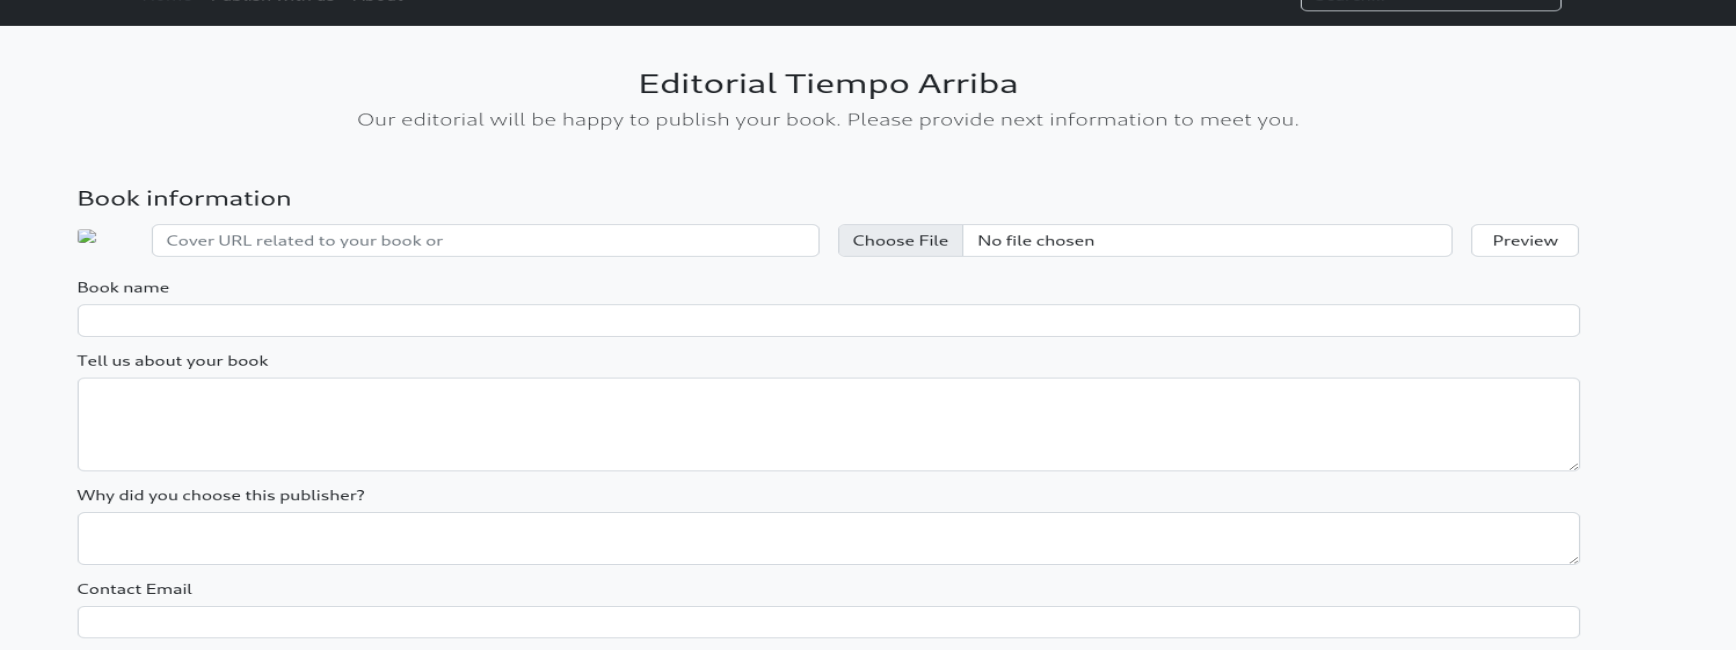 Editorial Tiempo Arriba
Our editorial will be happy to publish your book. Please provide next information to meet you.
Book information
Cover URL related to your book or
Choose File No file chosen
Preview
Book name
Tell us about your book
Why did you choose this publisher?
Contact Email